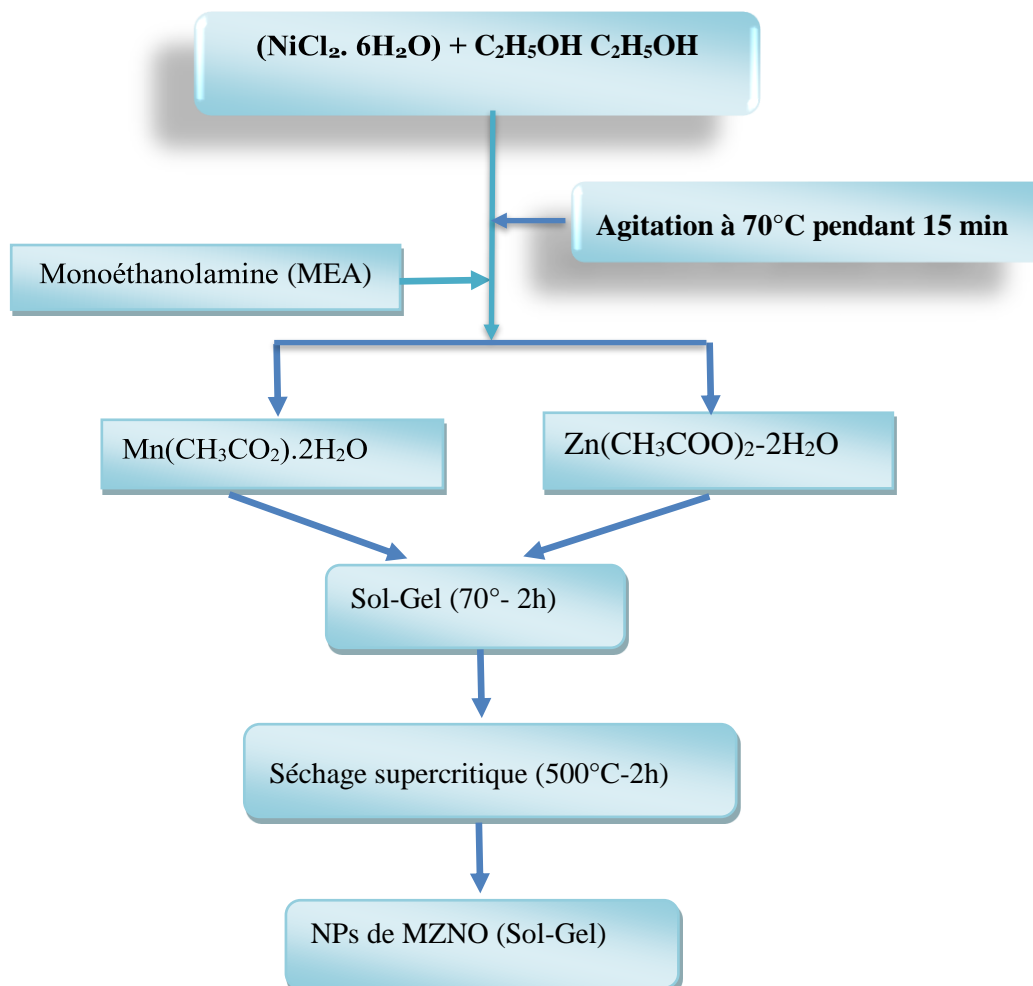 (NiCl₂. 6H₂O) + C₂H₅OH C₂H₅OH
Agitation à 70°C pendant 15 min
Monoéthanolamine (MEA)
Mn(CH₃CO₂).2H₂O
Zn(CH₃COO)₂-2H₂O
Sol-Gel (70°- 2h)
Séchage supercritique (500°C-2h)
NPs de MZNO (Sol-Gel)